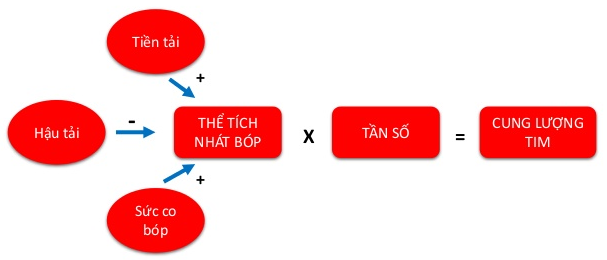 Tiền tải
+
Hậu tải
-
THỂ TÍCH
NHÁT BÓP
X
TẦN SỐ
=
CUNG LƯỢNG
TIM
+
Sức co
bóp